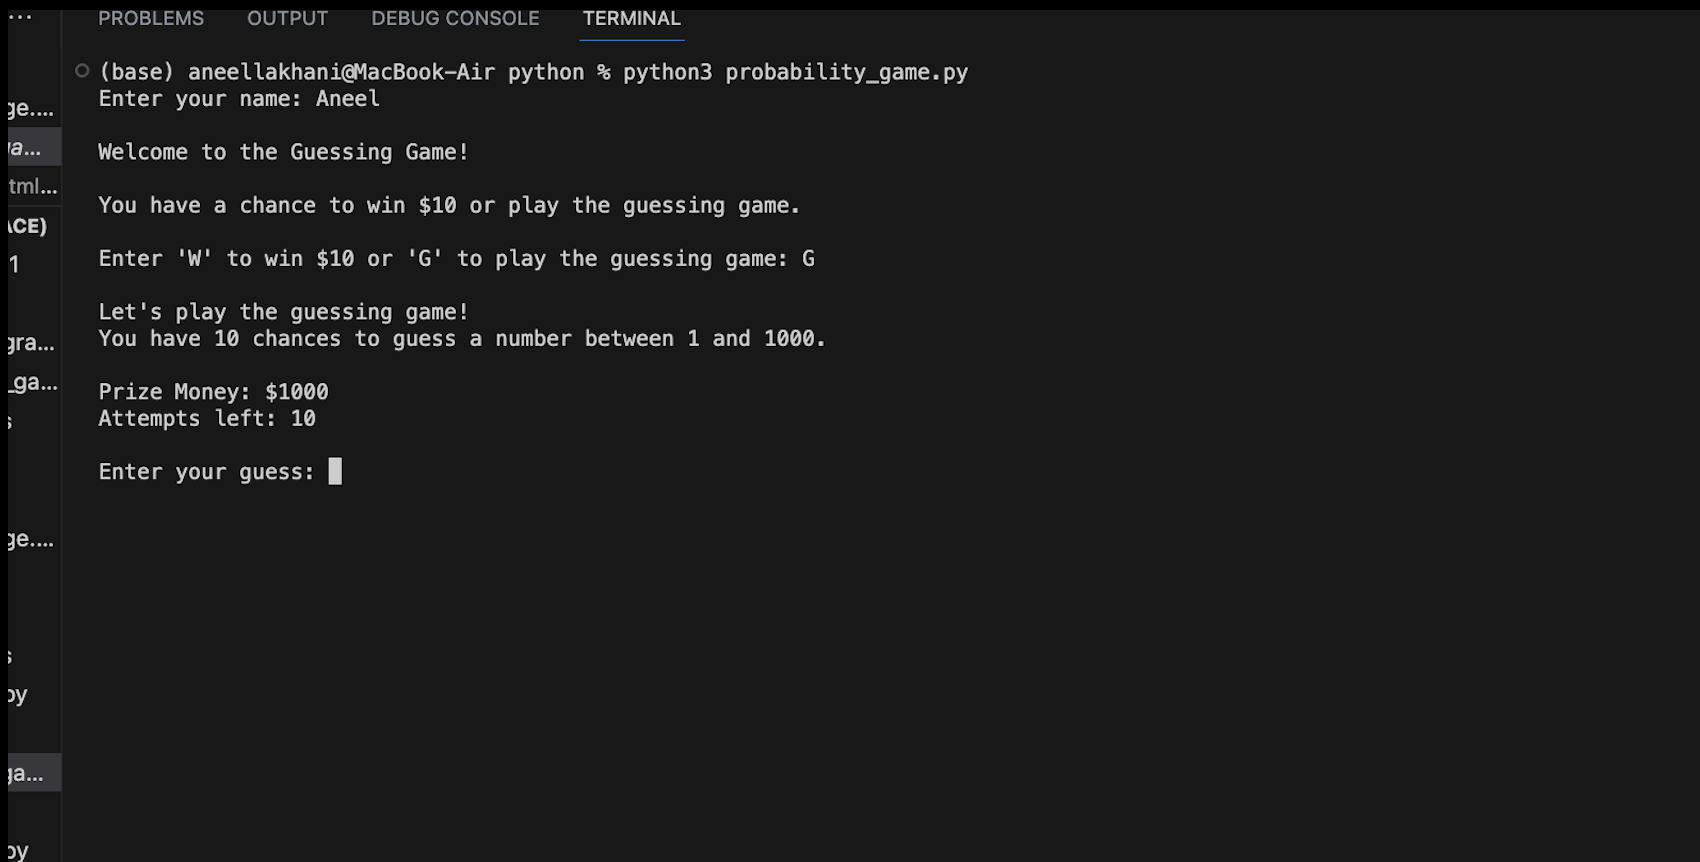 ...
PROBLEMS OUTPUT DEBUG CONSOLE TERMINAL
(base) aneellakhani@MacBook-Air python % python3 probability_game.py
Enter your name: Aneel
Welcome to the Guessing Game!
You have a chance to win $10 or play the guessing game.
Enter 'W' to win $10 or 'G' to play the guessing game: G
Let's play the guessing game!
You have 10 chances to guess a number between 1 and 1000.
Prize Money: $1000
Attempts left: 10
Enter your guess:
ge....
tml...
ACE)
1
gra...
_ga...
s
ge....
s
py
ga...
py